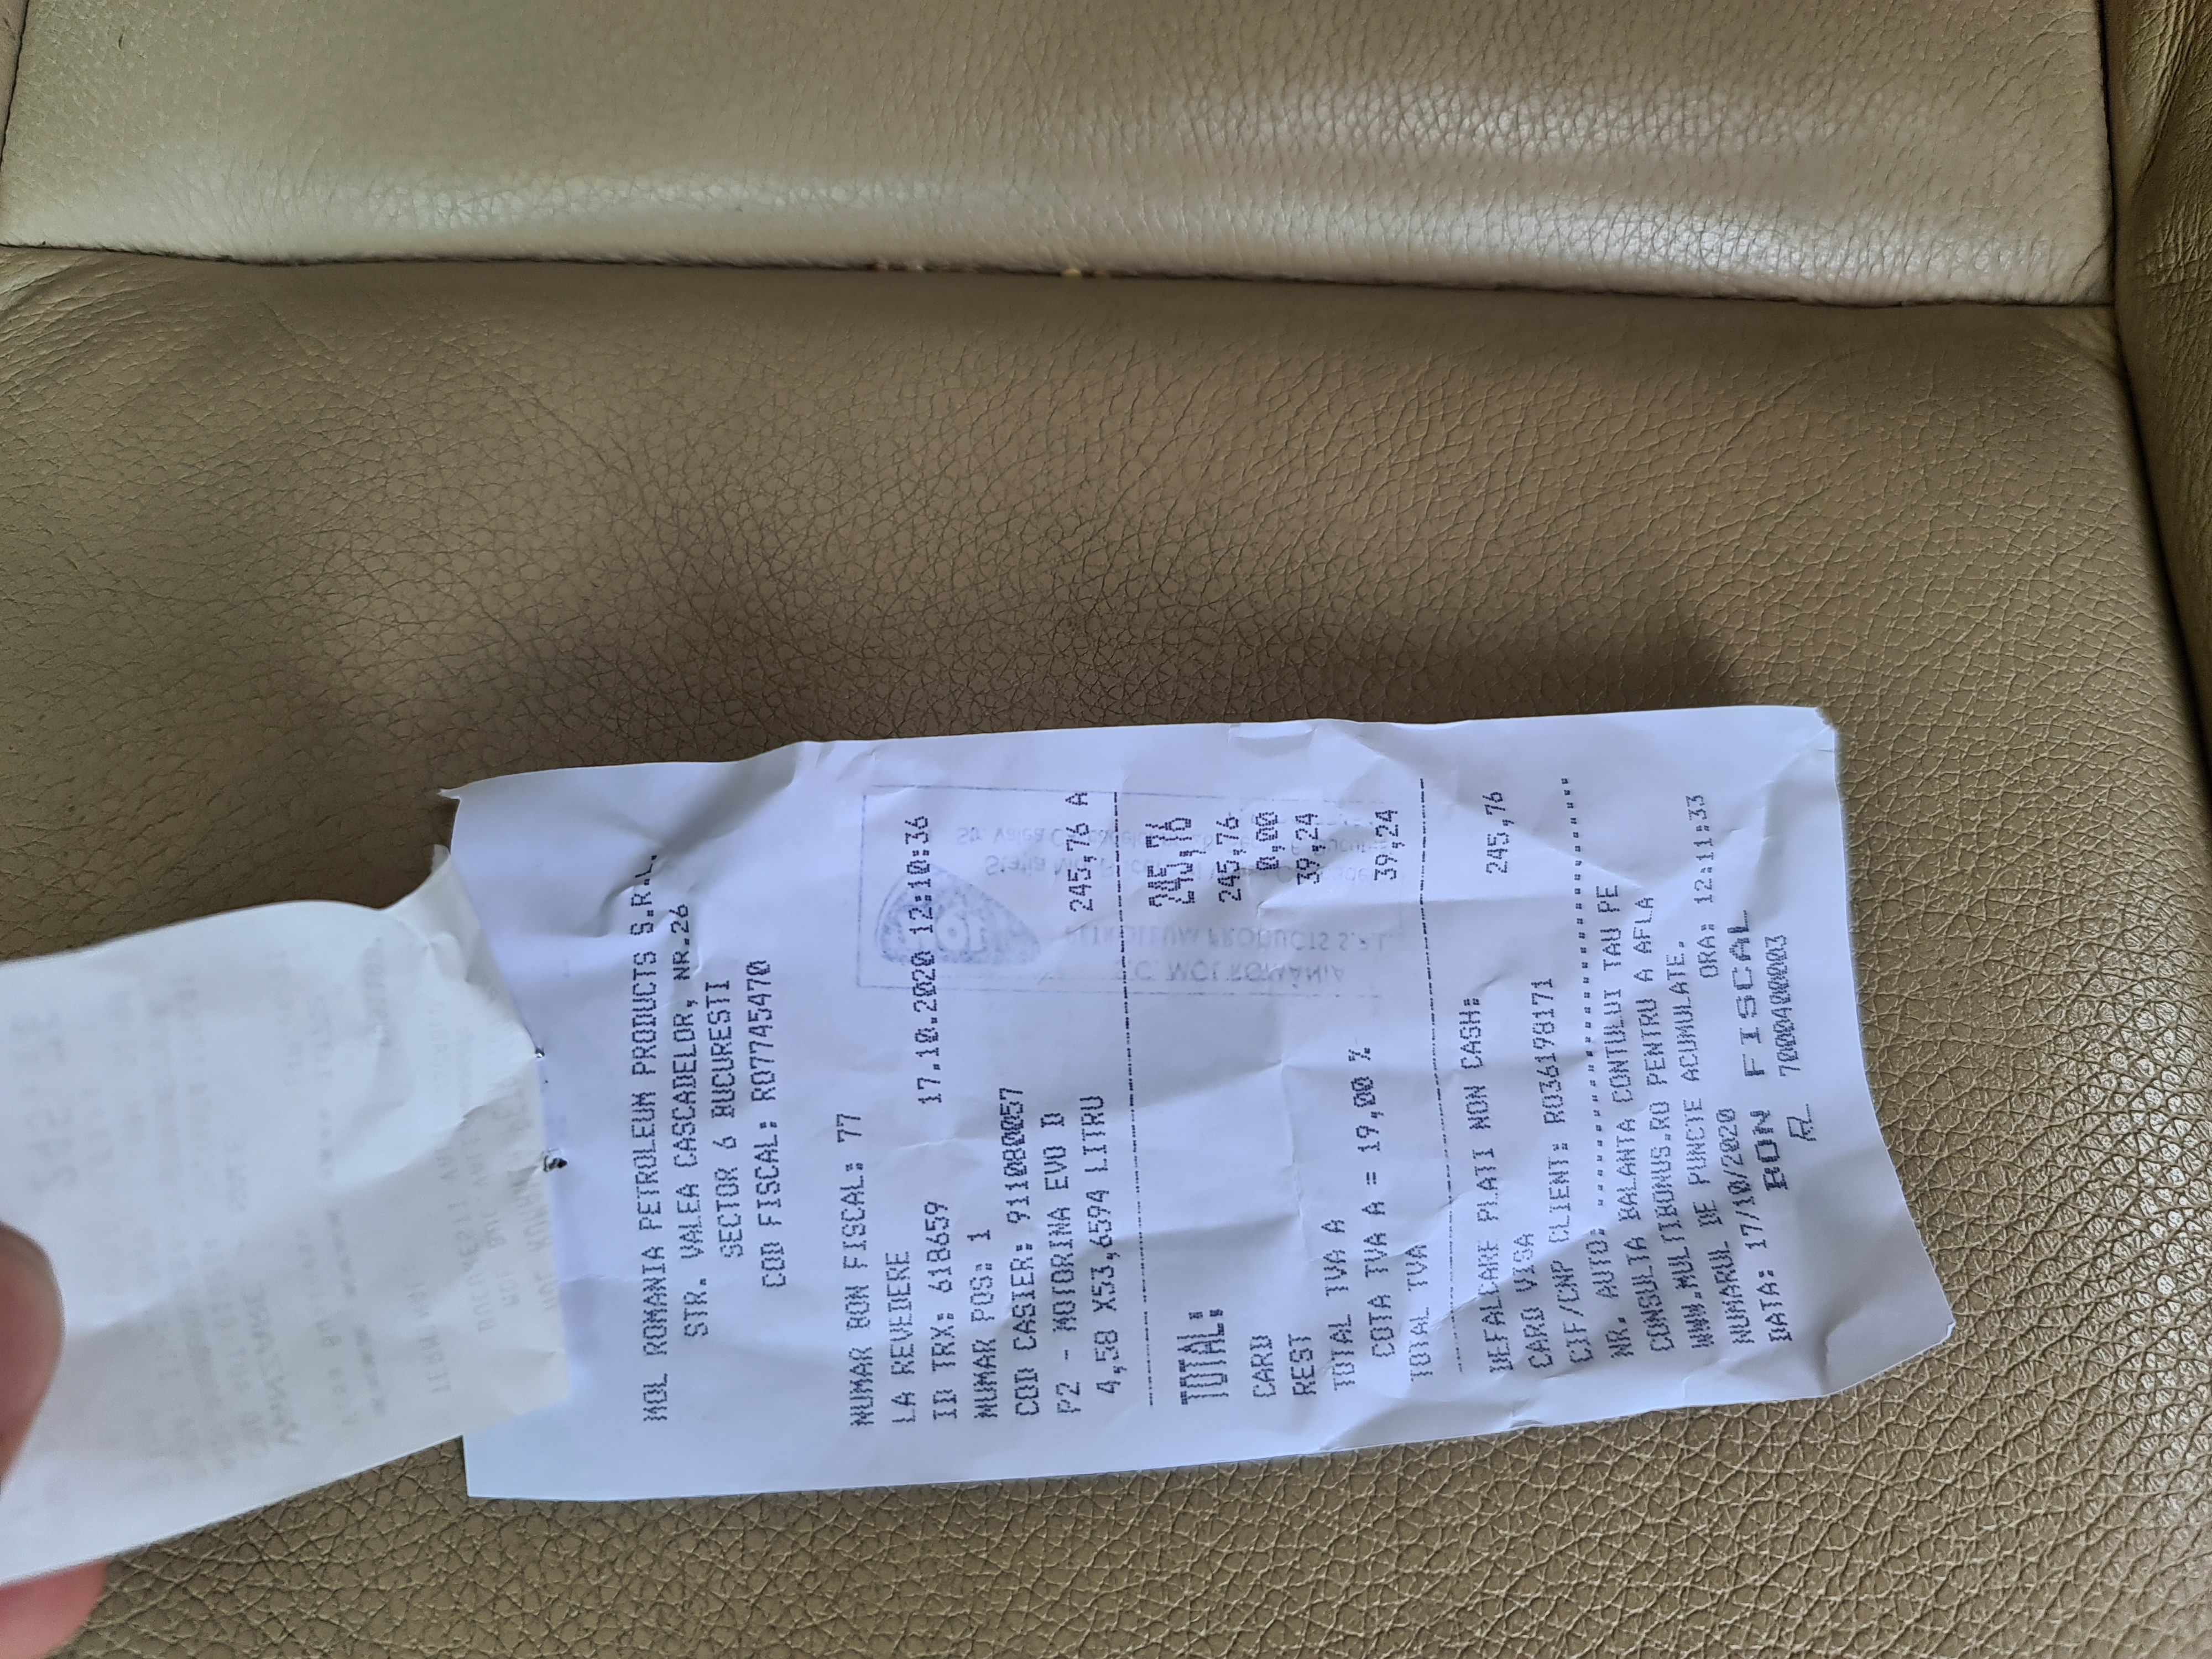 MOL ROMANIA PETROLEUM PRODUCTS S.R.L.
STR. VALEA CASCADELOR, NR.26
SECTOR 6 BUCURESTI
COD FISCAL: RO7745470
NUMAR BON FISCAL: 77
LA REVEDERE
ID TRX: 618659 17.10.2020 12:10:36
NUMAR POS: 1
COD CASIER: 911080057
P2 - MOTORINA EVO D
4,58 X53,6594 LITRU 245,76 A
TOTAL: 245,76
CARD 245,76
REST 0,00
TOTAL TVA A 39,24
COTA TVA A = 19,00 %
TOTAL TVA 39,24
DEFALCARE PLATI NON CASH:
CARD VISA 245,76
CIF/CNP CLIENT: RO36198171
NR. AUTO:
CONSULTA BALANTA CONTULUI TAU PE
WWW.MULTIBONUS.RO PENTRU A AFLA
NUMARUL DE PUNCTE ACUMULATE.
DATA: 17/10/2020 ORA: 12:11:33
BON FISCAL
7000400003